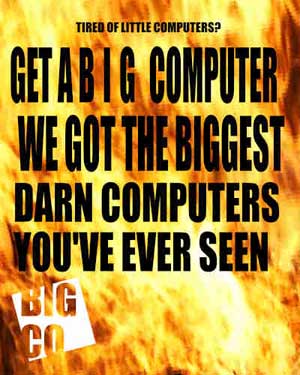 TIRED OF LITTLE COMPUTERS?
GET A B I G COMPUTER
WE GOT THE BIGGEST
DARN COMPUTERS
YOU'VE EVER SEEN
BIG
CO